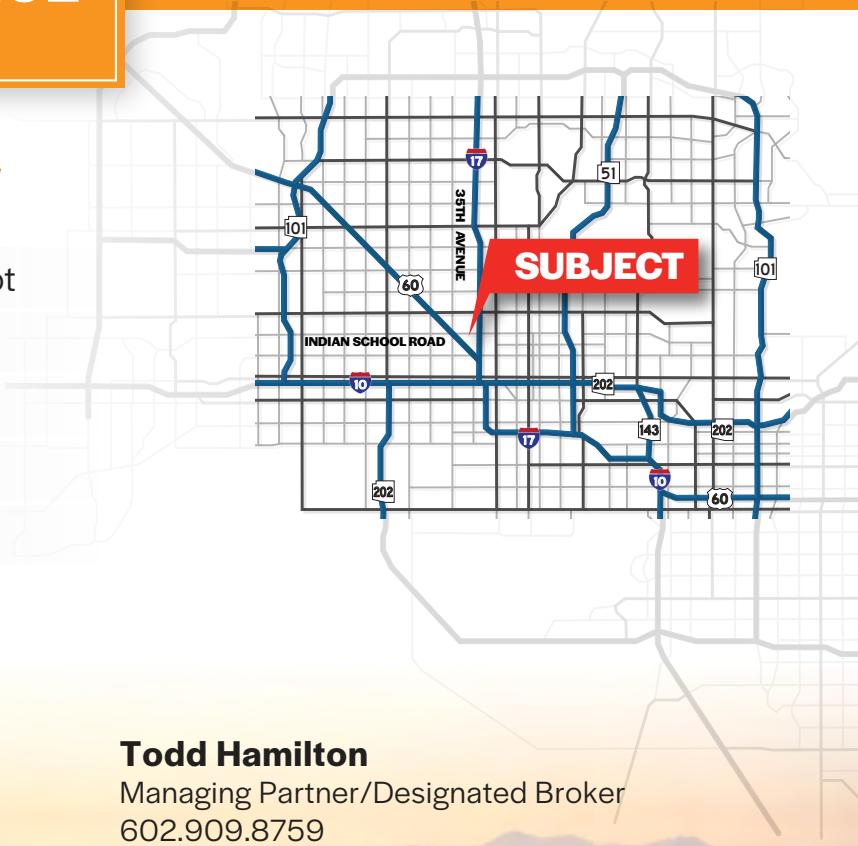 17
51
35TH AVENUE
101
SUBJECT
101
60
INDIAN SCHOOL ROAD
10
202
143
202
17
10
202
60
Todd Hamilton
Managing Partner/Designated Broker
602.909.8759